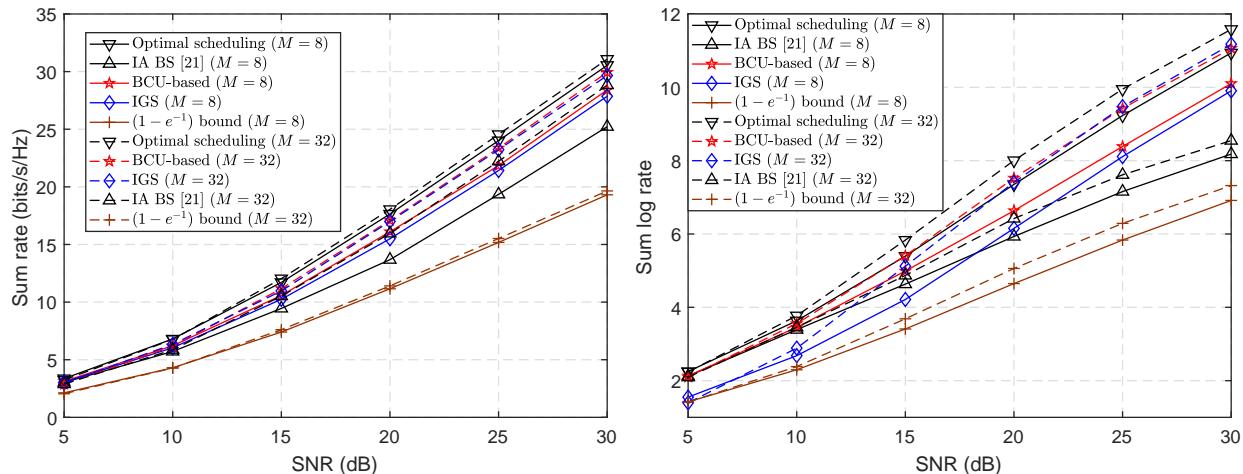 Sum rate (bits/s/Hz)
35
30
25
20
15
10
5
0
Optimal scheduling (M = 8)
IA BS [21] (M = 8)
BCU-based (M = 8)
IGS (M = 8)
(1 − e⁻¹) bound (M = 8)
Optimal scheduling (M = 32)
BCU-based (M = 32)
IGS (M = 32)
IA BS [21] (M = 32)
(1 − e⁻¹) bound (M = 32)
5 10 15 20 25 30
SNR (dB)
Sum log rate
12
10
8
6
4
2
Optimal scheduling (M = 8)
IA BS [21] (M = 8)
BCU-based (M = 8)
IGS (M = 8)
(1 − e⁻¹) bound (M = 8)
Optimal scheduling (M = 32)
BCU-based (M = 32)
IGS (M = 32)
IA BS [21] (M = 32)
(1 − e⁻¹) bound (M = 32)
5 10 15 20 25 30
SNR (dB)